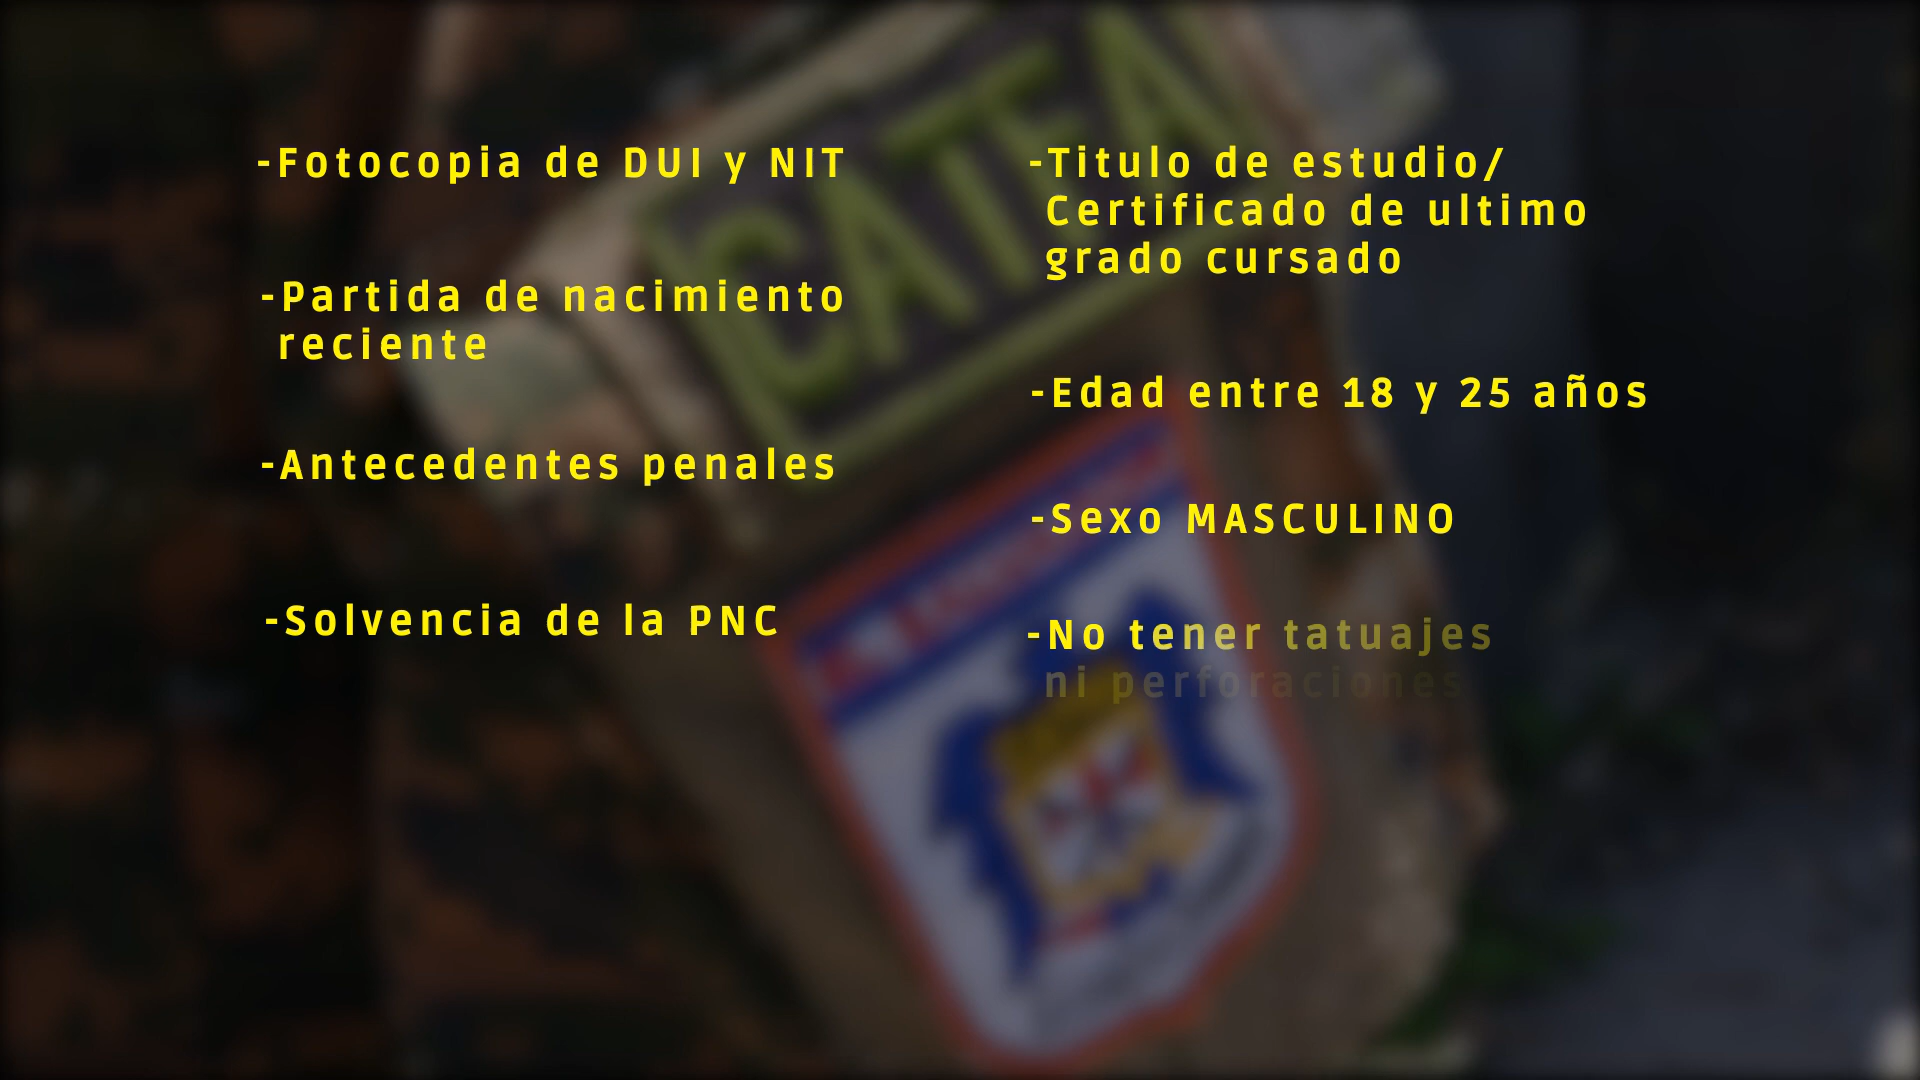 -Fotocopia de DUI y NIT
-Partida de nacimiento
reciente
-Antecedentes penales
-Solvencia de la PNC
-Titulo de estudio/
Certificado de ultimo
grado cursado
-Edad entre 18 y 25 años
-Sexo MASCULINO
-No tener tatuajes
ni perforaciones
CATFA